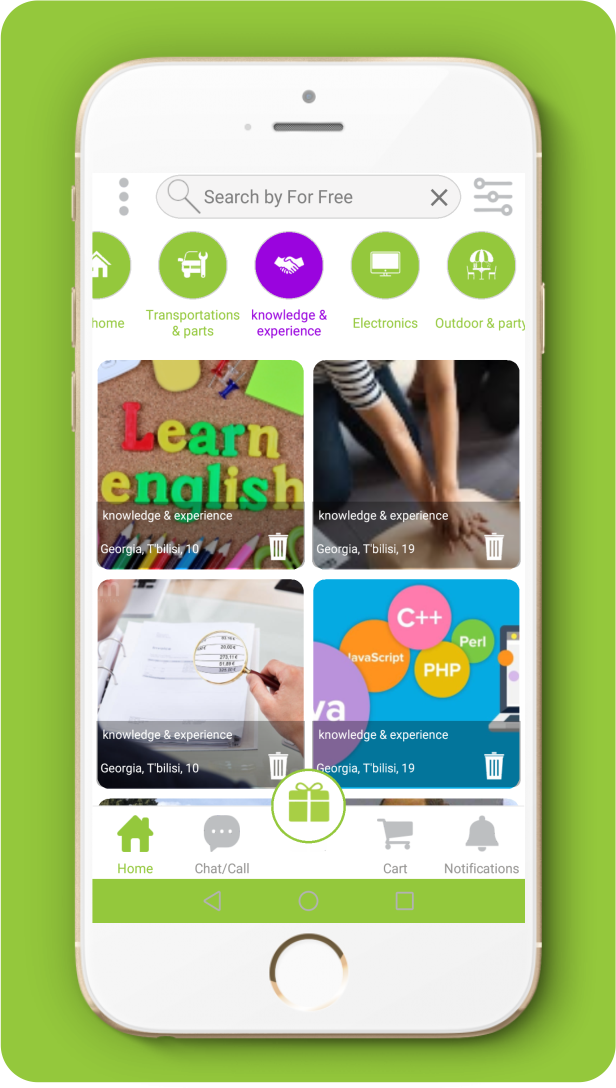 Search by For Free
home
Transportations
& parts
knowledge &
experience
Electronics
Outdoor & party
Learn
english
knowledge & experience
Georgia, T'bilisi, 10
knowledge & experience
Georgia, T'bilisi, 19
knowledge & experience
Georgia, T'bilisi, 10
C++
Perl
JavaScript
PHP
va
knowledge & experience
Georgia, T'bilisi, 19
Home
Chat/Call
Cart
Notifications